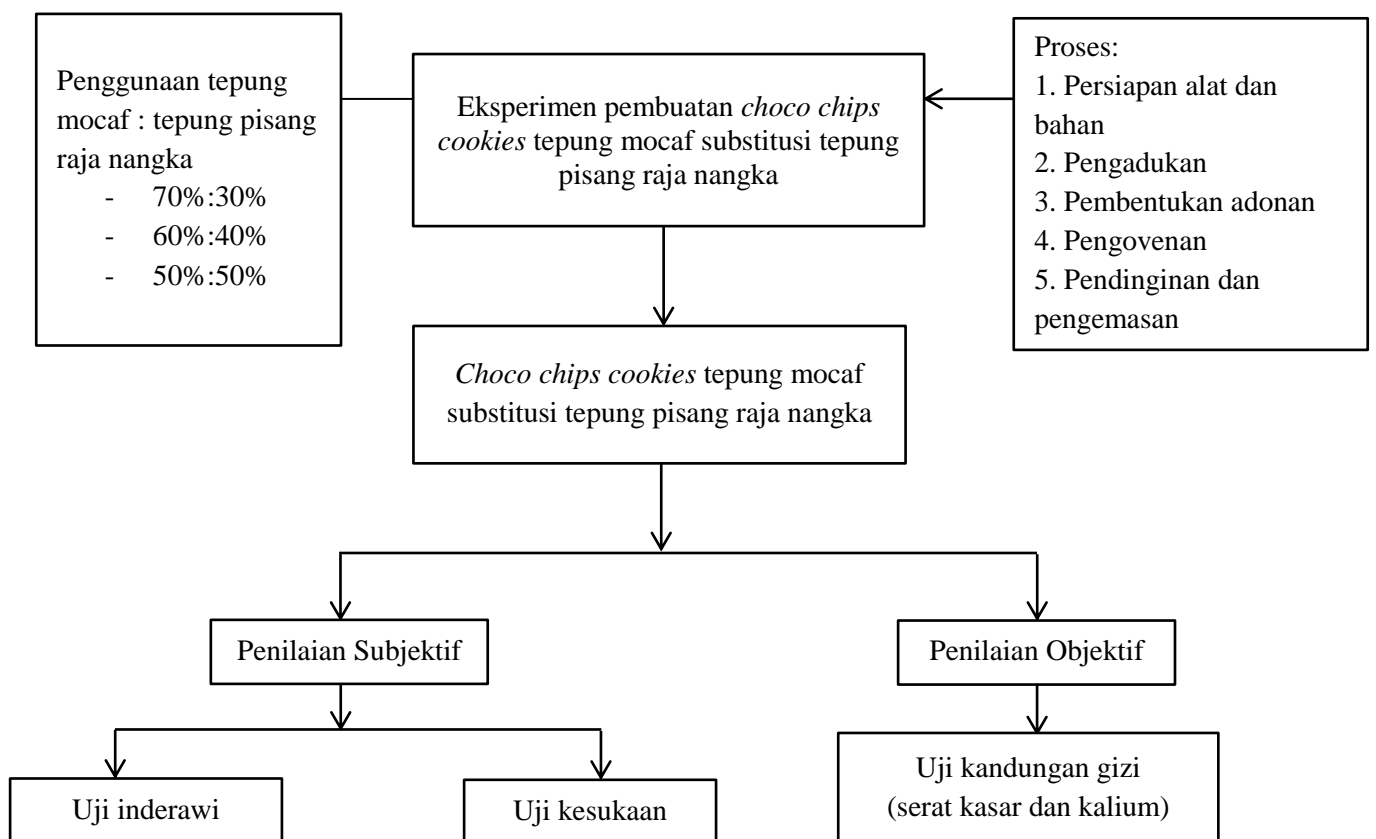 Penggunaan tepung
mocaf : tepung pisang
raja nangka
- 70%:30%
- 60%:40%
- 50%:50%
Eksperimen pembuatan choco chips
cookies tepung mocaf substitusi tepung
pisang raja nangka
Proses:
1. Persiapan alat dan
bahan
2. Pengadukan
3. Pembentukan adonan
4. Pengovenan
5. Pendinginan dan
pengemasan
Choco chips cookies tepung mocaf
substitusi tepung pisang raja nangka
Penilaian Subjektif
Penilaian Objektif
Uji inderawi
Uji kesukaan
Uji kandungan gizi
(serat kasar dan kalium)